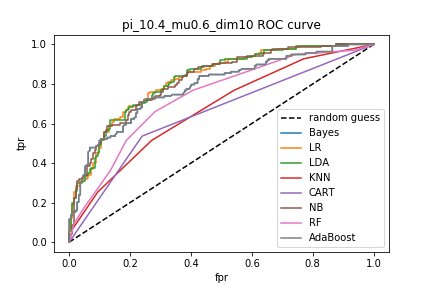 pi_10.4_mu0.6_dim10 ROC curve
tpr
1.0
0.8
0.6
0.4
0.2
0.0
random guess
Bayes
LR
LDA
KNN
CART
NB
RF
AdaBoost
0.0 0.2 0.4 0.6 0.8 1.0
fpr